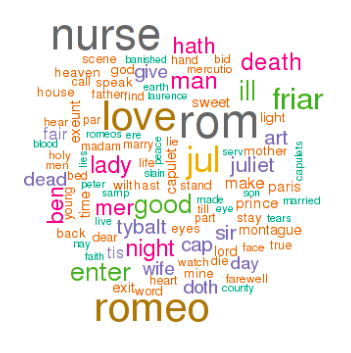 nurse
hath
scene banished hand bid
heaven god give mercutio death
call speak man
house father find earth laurence ill friar
exeunt par sweet
hear love rom light
fair romeos ere art
blood madam marry lie peace serv mother
holy lies life capulet jul juliet capulets
men lady
dead bed slain make paris
young peter wilt hast stand son married
ben time samp mer good made eye prince
live till part stay tears
back dear tybalt eyes sir montague
nay tis night cap lord face true
faith watch die
enter wife mine day
exit heart doth farewell
word county
romeo